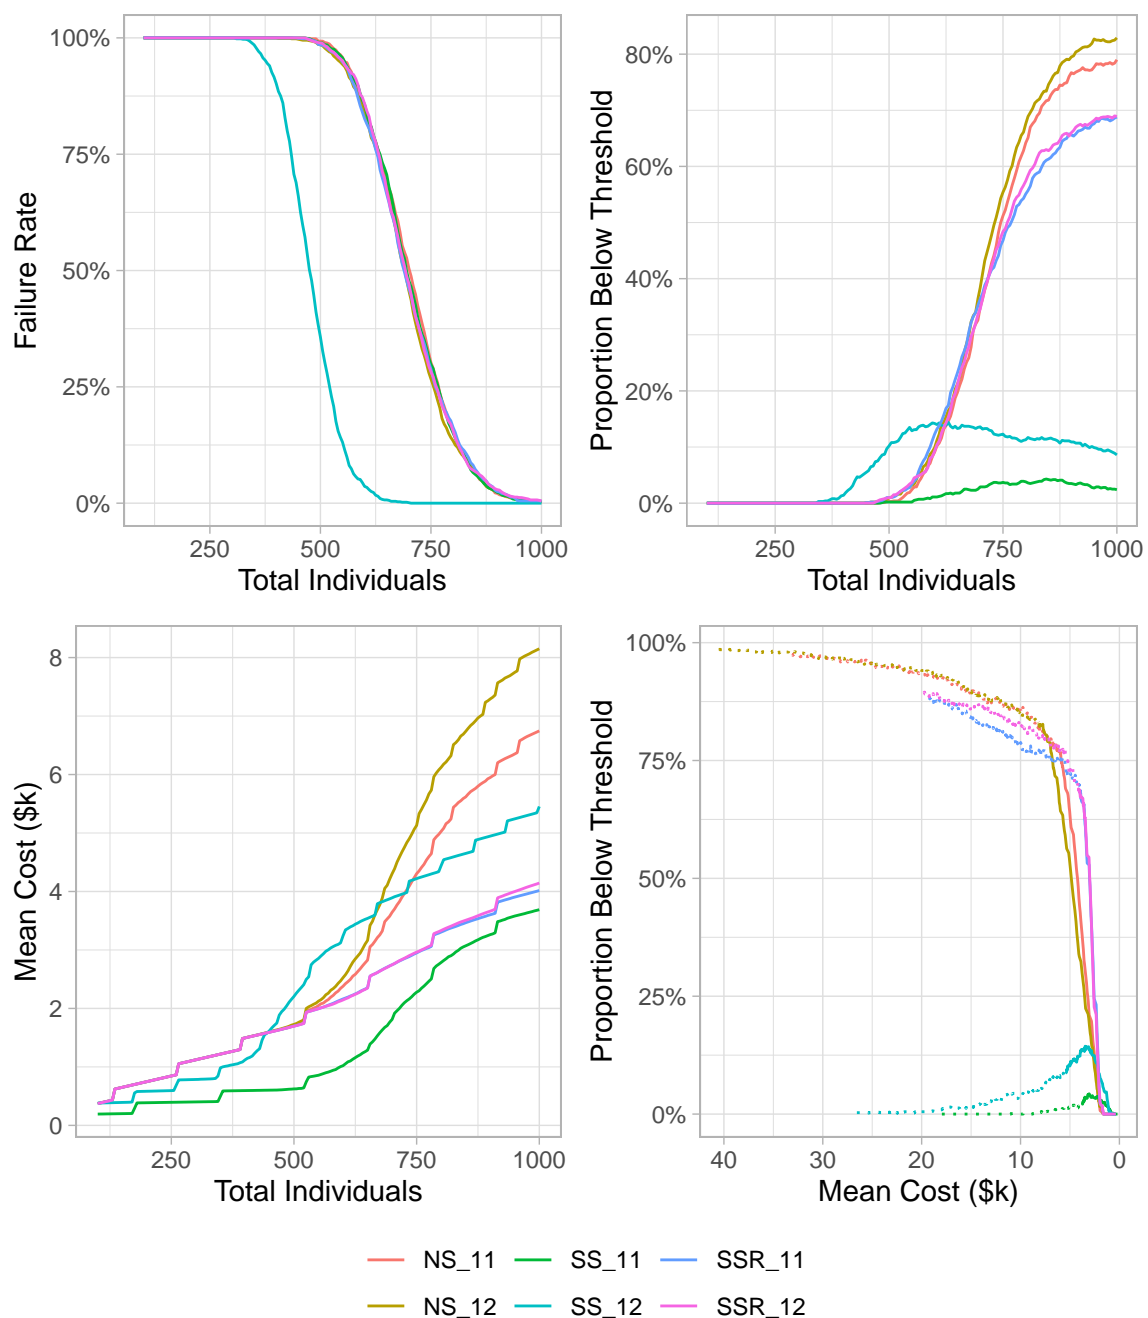 100%
75%
50%
25%
0%
Failure Rate
250 500 750 1000
Total Individuals
80%
60%
40%
20%
0%
Proportion Below Threshold
250 500 750 1000
Total Individuals
8
6
4
2
0
Mean Cost ($k)
250 500 750 1000
Total Individuals
100%
75%
50%
25%
0%
Proportion Below Threshold
40 30 20 10 0
Mean Cost ($k)
NS_11 SS_11 SSR_11
NS_12 SS_12 SSR_12